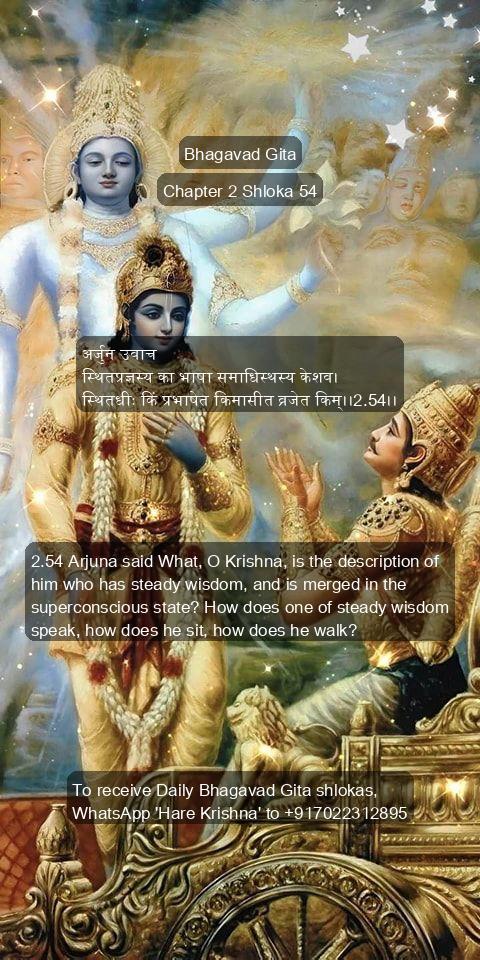 Bhagavad Gita
Chapter 2 Shloka 54
अर्जुन उवाच
स्थितप्रज्ञस्य का भाषा समाधिस्थस्य केशव।
स्थितधीः किं प्रभाषेत किमासीत व्रजेत किम्।।2.54।।
2.54 Arjuna said What, O Krishna, is the description of
him who has steady wisdom, and is merged in the
superconscious state? How does one of steady wisdom
speak, how does he sit, how does he walk?
To receive Daily Bhagavad Gita shlokas,
WhatsApp 'Hare Krishna' to +917022312895